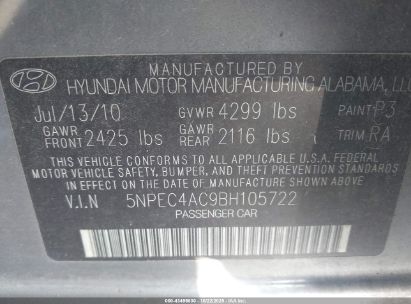 MANUFACTURED BY
HYUNDAI MOTOR MANUFACTURING ALABAMA, LLC
Jul/13/10 GVWR 4299 lbs PAINT P3
GAWR FRONT 2425 lbs GAWR REAR 2116 lbs TRIM RA
THIS VEHICLE CONFORMS TO ALL APPLICABLE U.S.A FEDERAL
MOTOR VEHICLE SAFETY, BUMPER, AND THEFT PREVENTION STANDARDS
IN EFFECT ON THE DATE OF MANUFACTURE SHOWN ABOVE
V.I.N 5NPEC4AC9BH105722
PASSENGER CAR